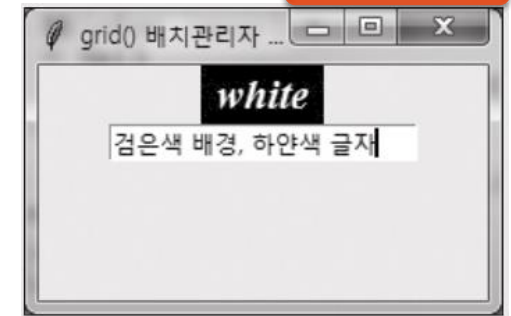 grid() 배치관리자 ...
white
검은색 배경, 하얀색 글자